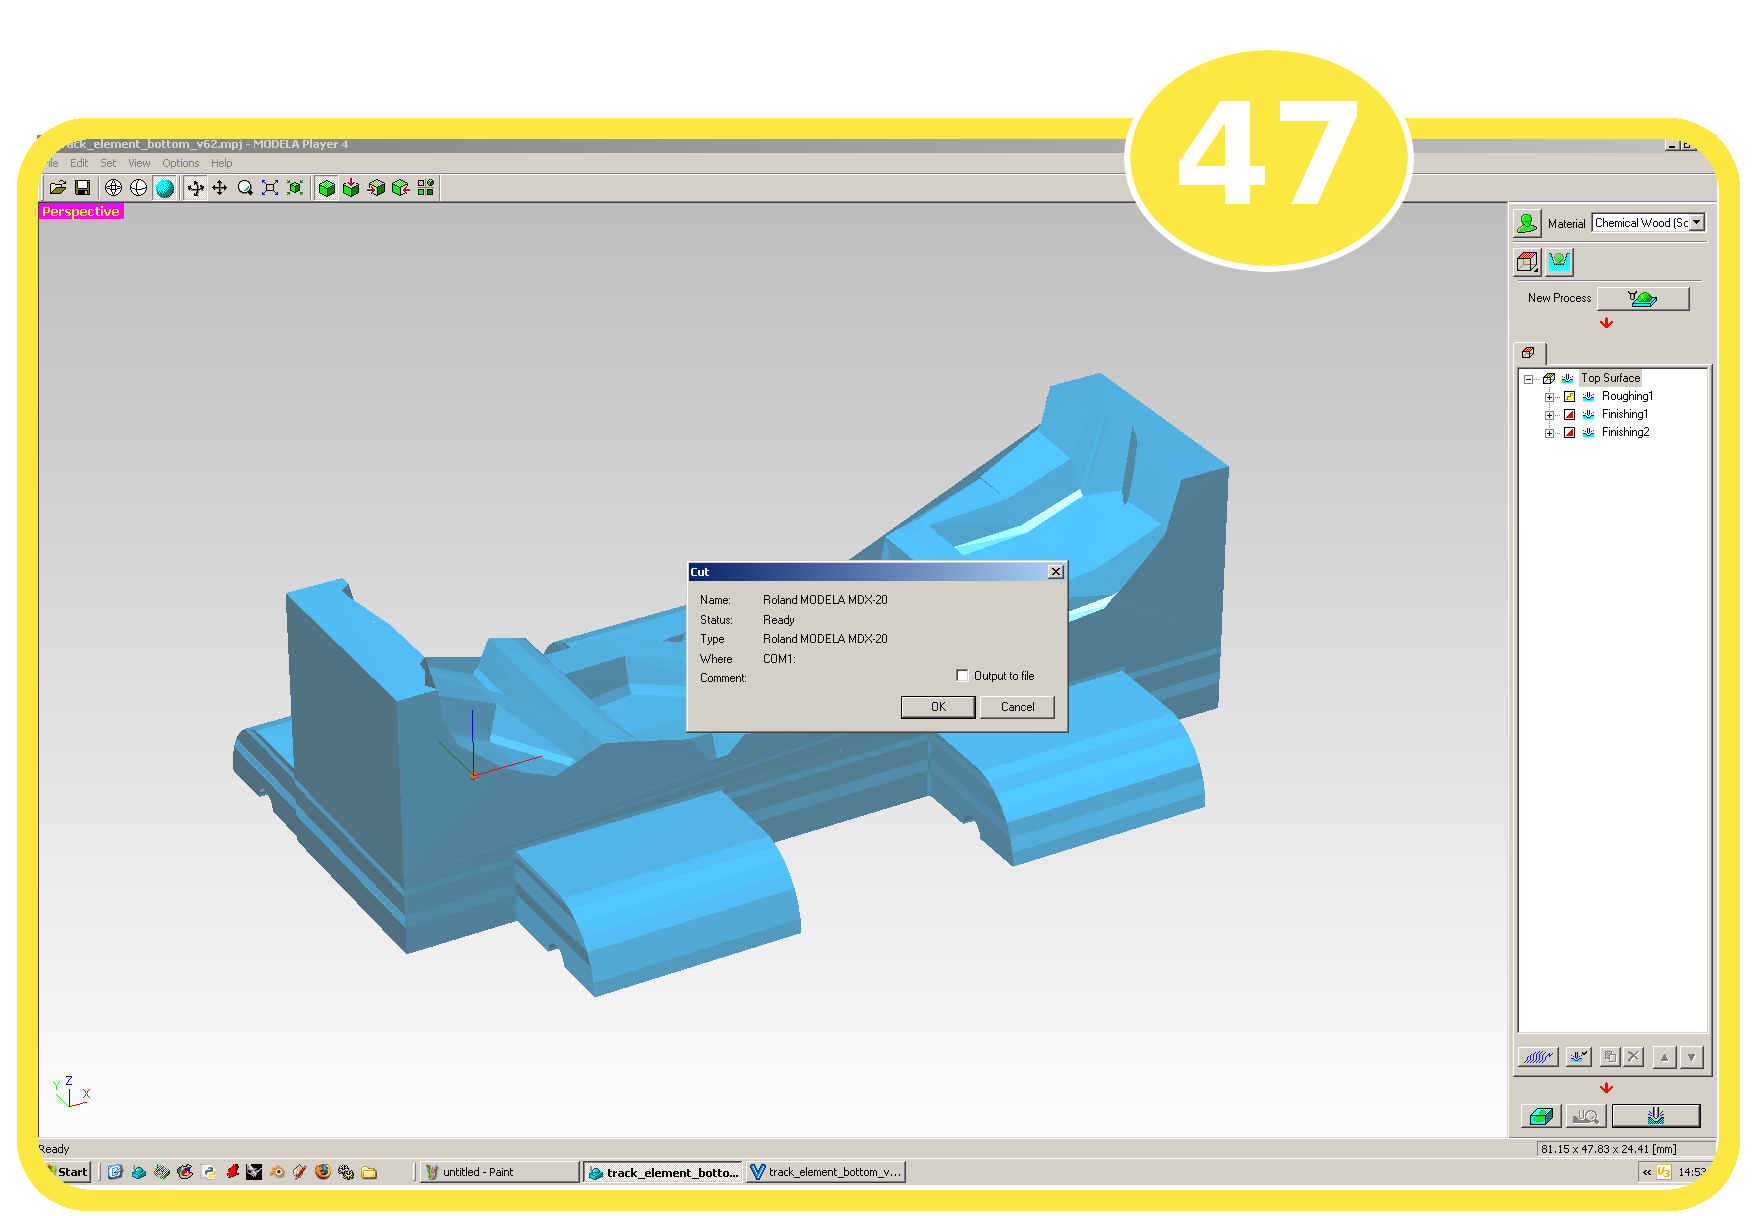 47
ack_element_bottom_v62.mpj - MODELA Player 4
ile Edit Set View Options Help
Perspective
Material Chemical Wood (Sc
New Process
Top Surface
Roughing1
Finishing1
Finishing2
Cut
Name: Roland MODELA MDX-20
Status: Ready
Type Roland MODELA MDX-20
Where COM1:
Comment:
Output to file
OK Cancel
Z
Y
X
Ready
81.15 x 47.83 x 24.41 [mm]
Start
untitled - Paint
track_element_botto...
track_element_bottom_v...
« U3 14:53